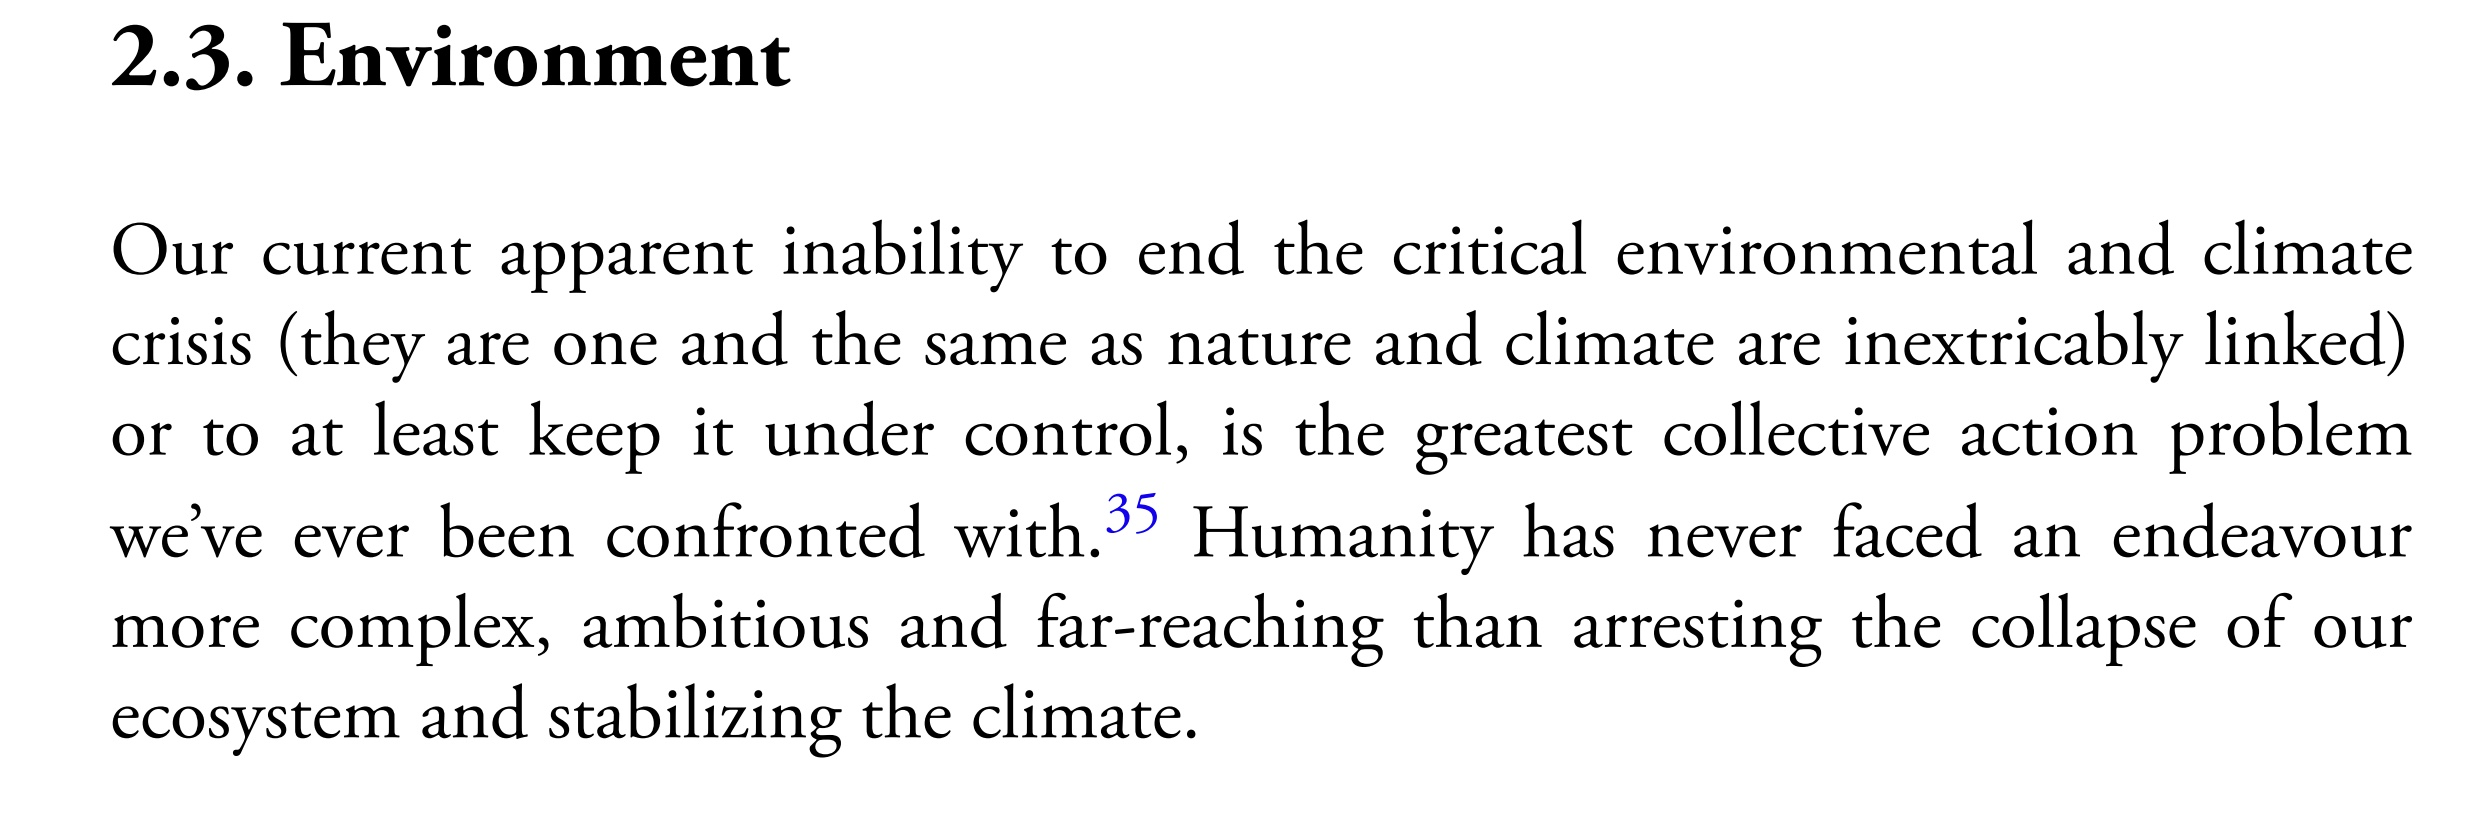 2.3. Environment
Our current apparent inability to end the critical environmental and climate
crisis (they are one and the same as nature and climate are inextricably linked)
or to at least keep it under control, is the greatest collective action problem
we’ve ever been confronted with.35 Humanity has never faced an endeavour
more complex, ambitious and far-reaching than arresting the collapse of our
ecosystem and stabilizing the climate.